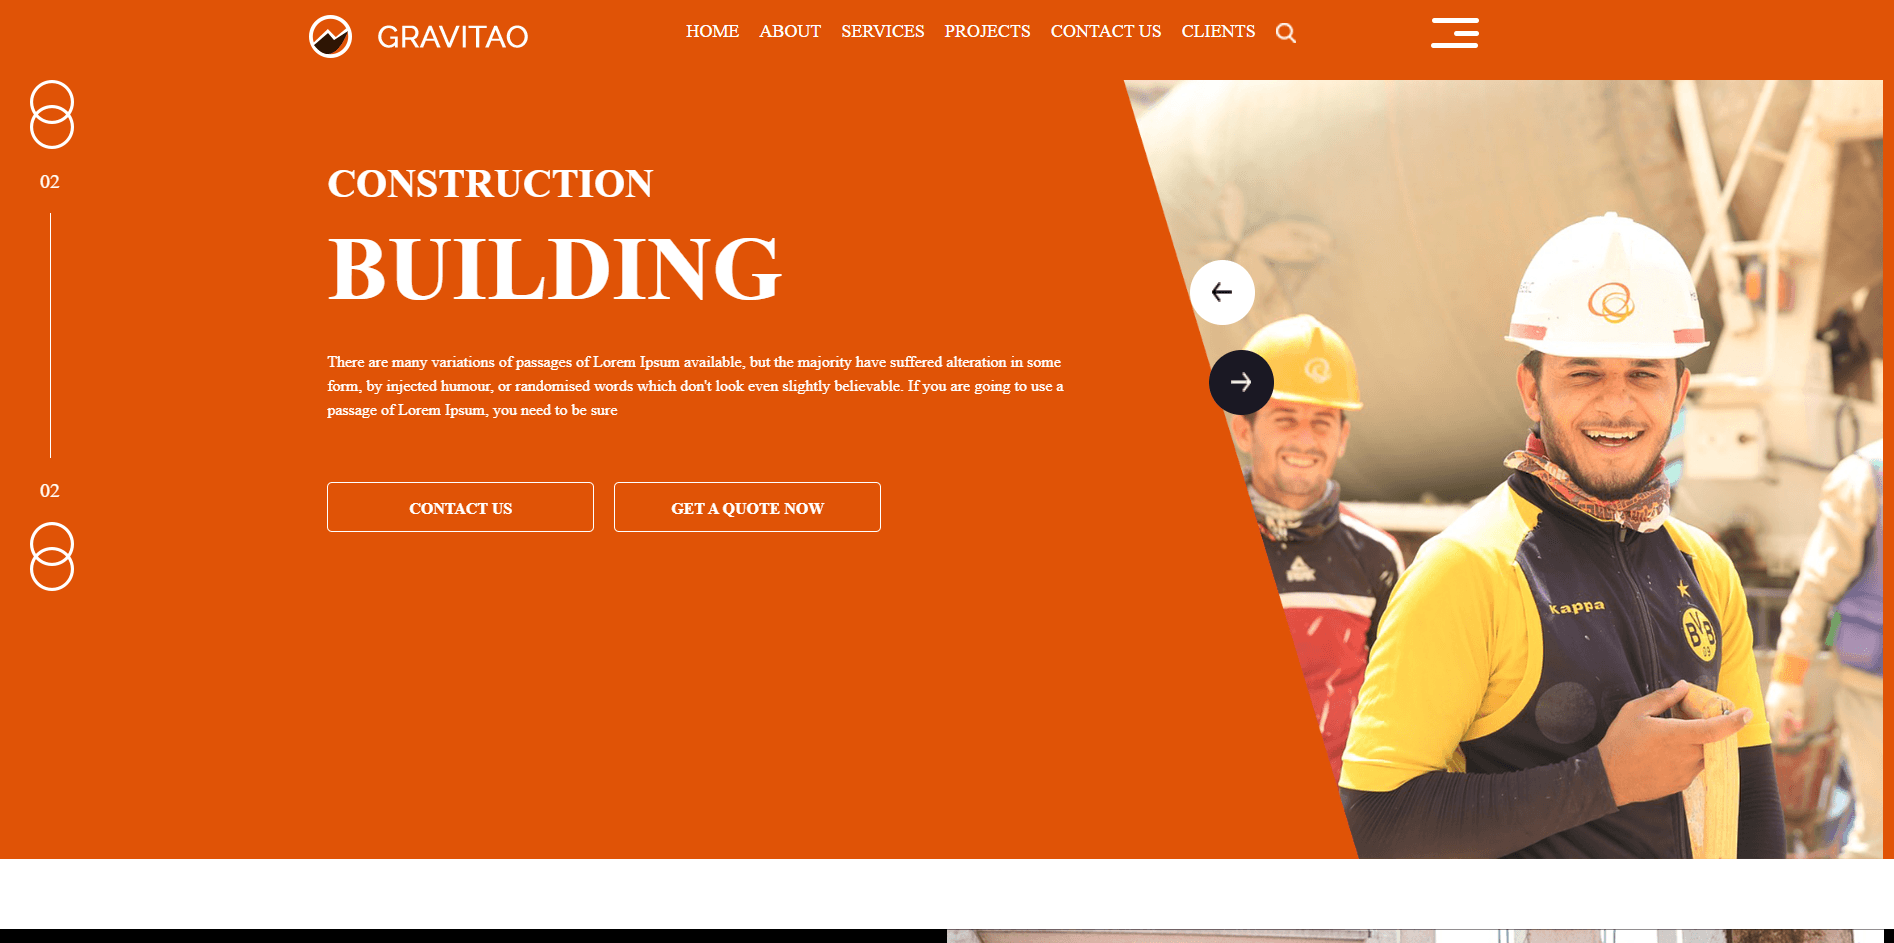 GRAVITAO
HOME ABOUT SERVICES PROJECTS CONTACT US CLIENTS
02
CONSTRUCTION
BUILDING
There are many variations of passages of Lorem Ipsum available, but the majority have suffered alteration in some
form, by injected humour, or randomised words which don't look even slightly believable. If you are going to use a
passage of Lorem Ipsum, you need to be sure
02
CONTACT US
GET A QUOTE NOW
Kappa
BVB
09